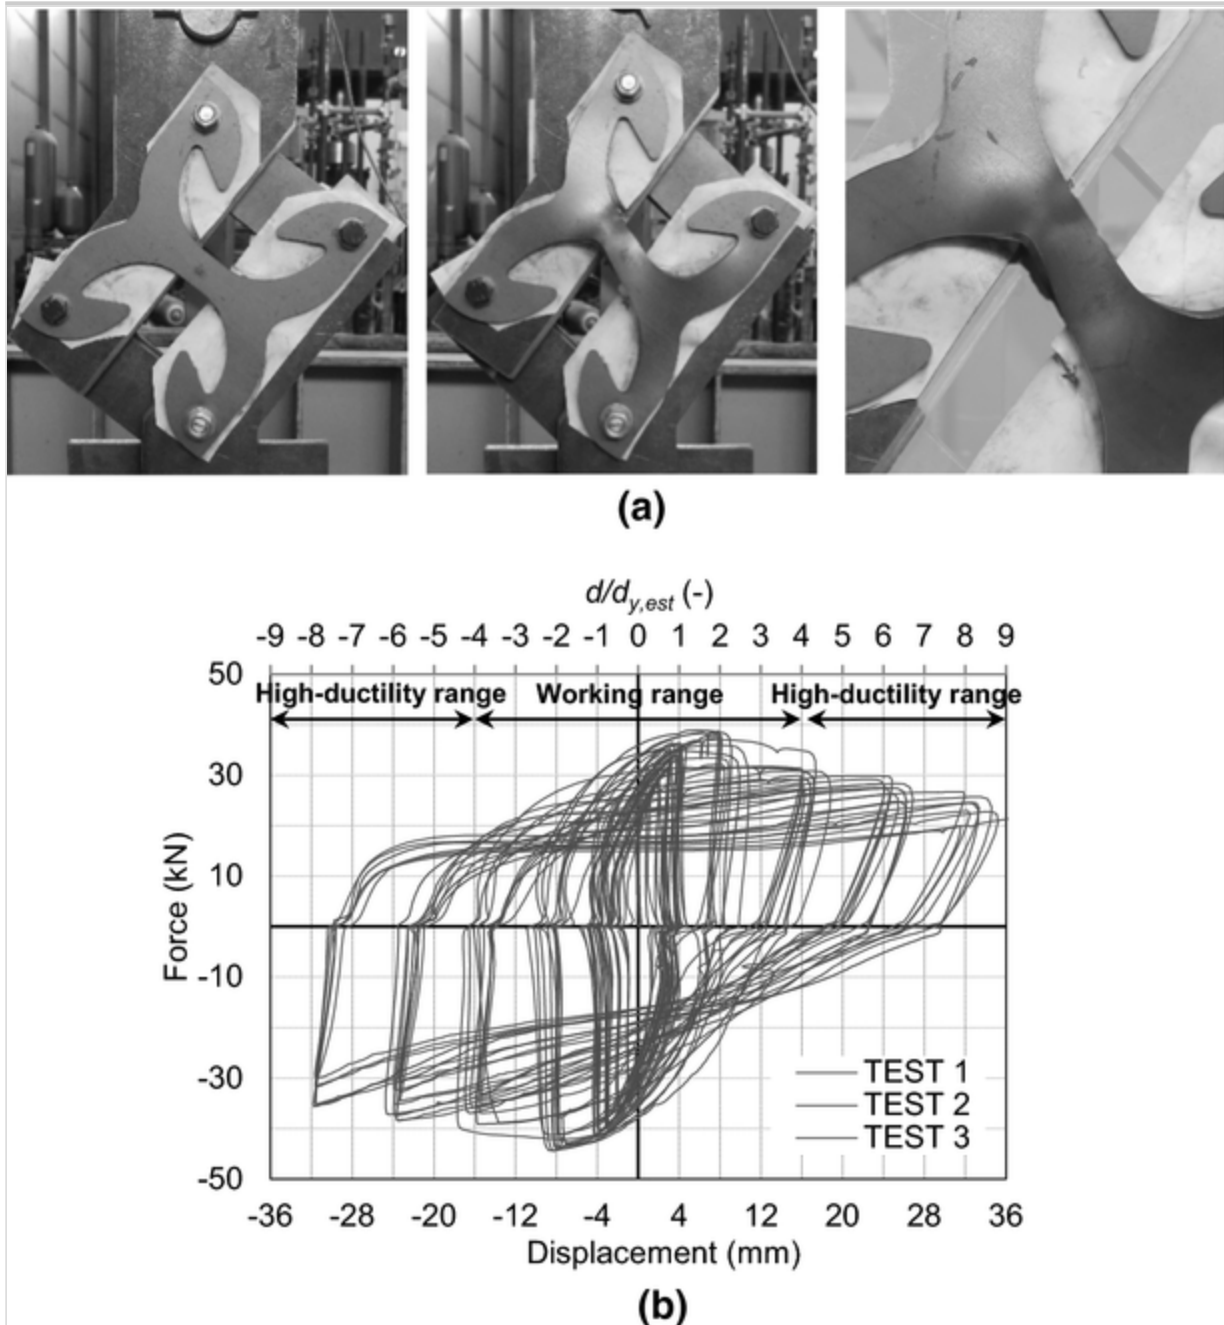 (a)
d/dy,est (-)
-9 -8 -7 -6 -5 -4 -3 -2 -1 0 1 2 3 4 5 6 7 8 9
High-ductility range Working range High-ductility range
50
30
10
-10
-30
-50
Force (kN)
TEST 1
TEST 2
TEST 3
-36 -28 -20 -12 -4 4 12 20 28 36
Displacement (mm)
(b)